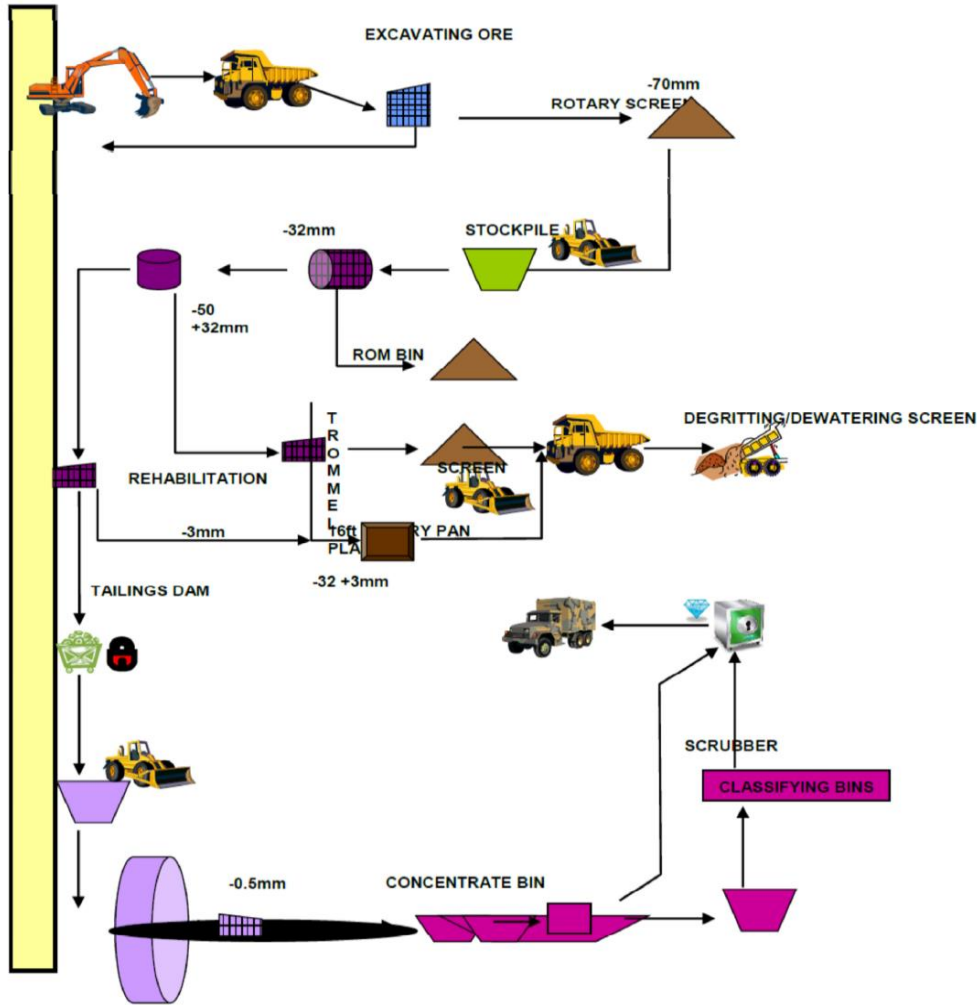 EXCAVATING ORE
-70mm
ROTARY SCREEN
STOCKPILE
-32mm
-50
+32mm
ROM BIN
TROMMEL
DEGRITTING/DEWATERING SCREEN
SCREEN
REHABILITATION
-3mm
16ft
RY PAN
-32 +3mm
TAILINGS DAM
SCRUBBER
CLASSIFYING BINS
-0.5mm
CONCENTRATE BIN